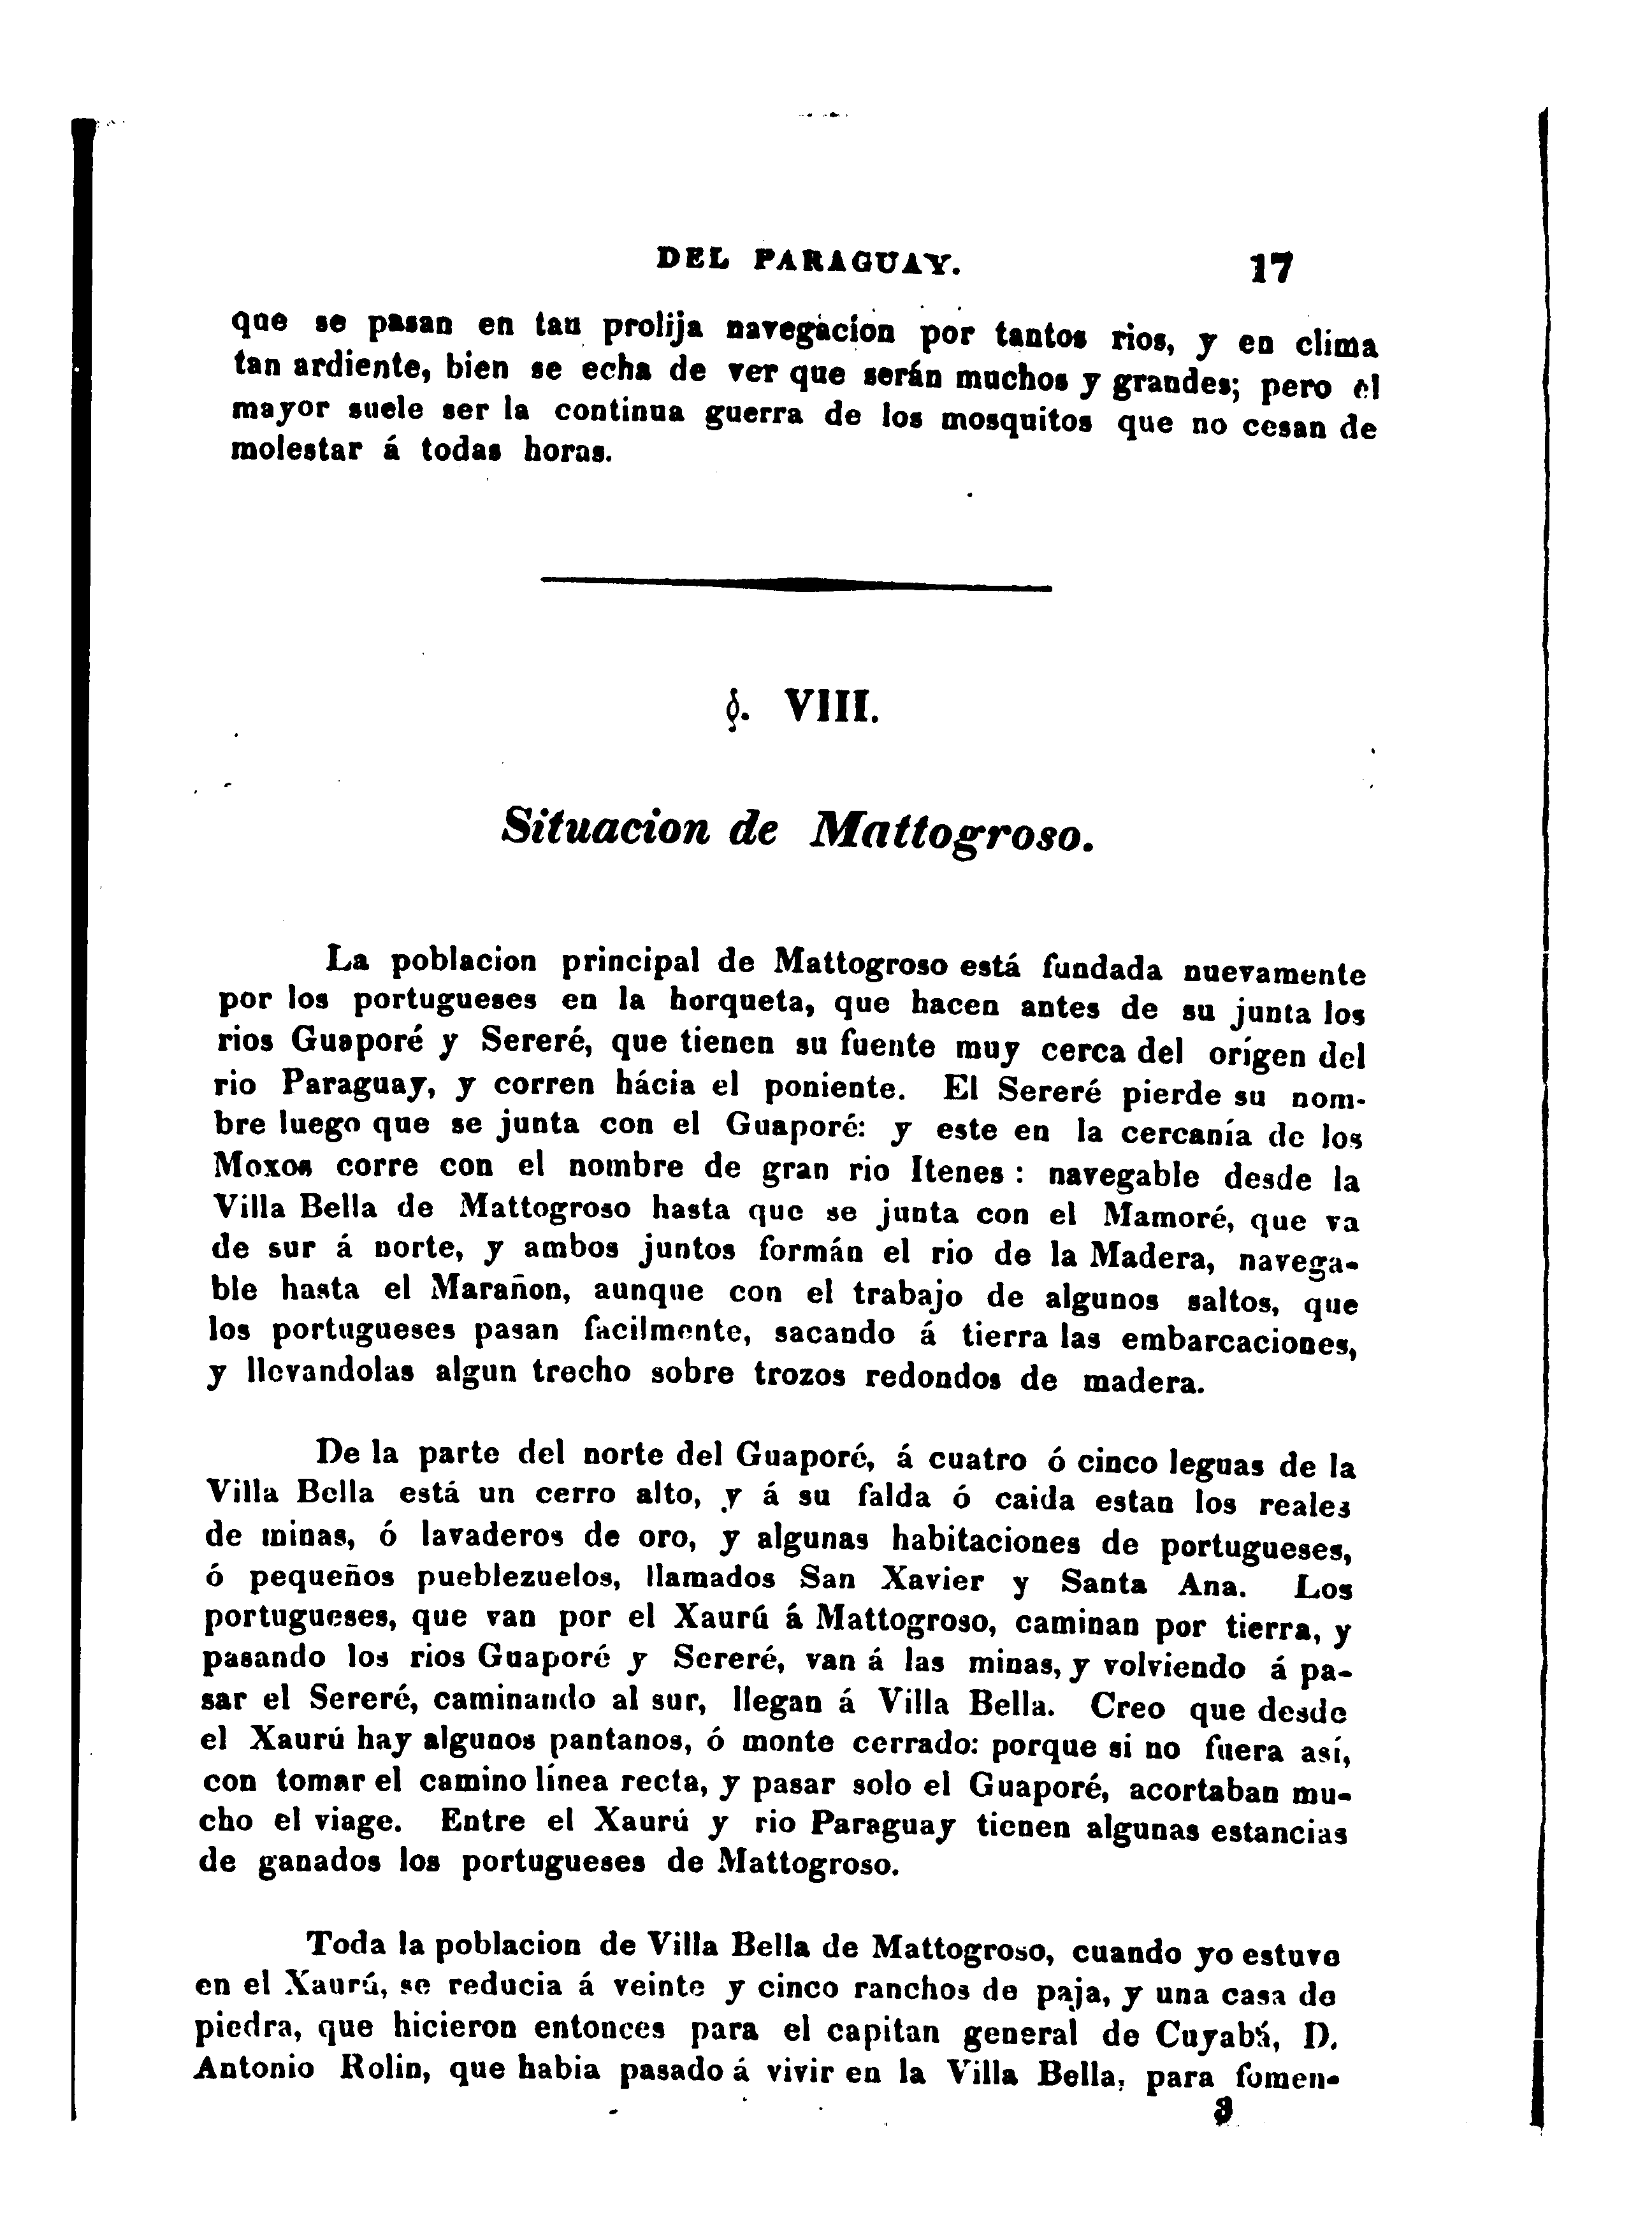 DEL PARAGUAY. 17
que se pasan en tan prolija navegacion por tantos rios, y en clima
tan ardiente, bien se echa de ver que serán muchos y grandes; pero el
mayor suele ser la continua guerra de los mosquitos que no cesan de
molestar á todas horas.
§. VIII.
Situacion de Mattogroso.
La poblacion principal de Mattogroso está fundada nuevamente
por los portugueses en la horqueta, que hacen antes de su junta los
rios Guaporé y Sereré, que tienen su fuente muy cerca del orígen del
rio Paraguay, y corren hácia el poniente. El Sereré pierde su nom-
bre luego que se junta con el Guaporé: y este en la cercanía de los
Moxos corre con el nombre de gran rio Itenes: navegable desde la
Villa Bella de Mattogroso hasta que se junta con el Mamoré, que va
de sur á norte, y ambos juntos formán el rio de la Madera, navega-
ble hasta el Marañon, aunque con el trabajo de algunos saltos, que
los portugueses pasan facilmente, sacando á tierra las embarcaciones,
y llevandolas algun trecho sobre trozos redondos de madera.
De la parte del norte del Guaporé, á cuatro ó cinco leguas de la
Villa Bella está un cerro alto, y á su falda ó caida estan los reales
de minas, ó lavaderos de oro, y algunas habitaciones de portugueses,
ó pequeños pueblezuelos, llamados San Xavier y Santa Ana. Los
portugueses, que van por el Xaurú á Mattogroso, caminan por tierra, y
pasando los rios Guaporé y Sereré, van á las minas, y volviendo á pa-
sar el Sereré, caminando al sur, llegan á Villa Bella. Creo que desde
el Xaurú hay algunos pantanos, ó monte cerrado: porque si no fuera así,
con tomar el camino línea recta, y pasar solo el Guaporé, acortaban mu-
cho el viage. Entre el Xaurú y rio Paraguay tienen algunas estancias
de ganados los portugueses de Mattogroso.
Toda la poblacion de Villa Bella de Mattogroso, cuando yo estuve
en el Xaurú, se reducia á veinte y cinco ranchos de paja, y una casa de
piedra, que hicieron entonces para el capitan general de Cuyabá, D.
Antonio Rolin, que habia pasado á vivir en la Villa Bella, para fomen-
3